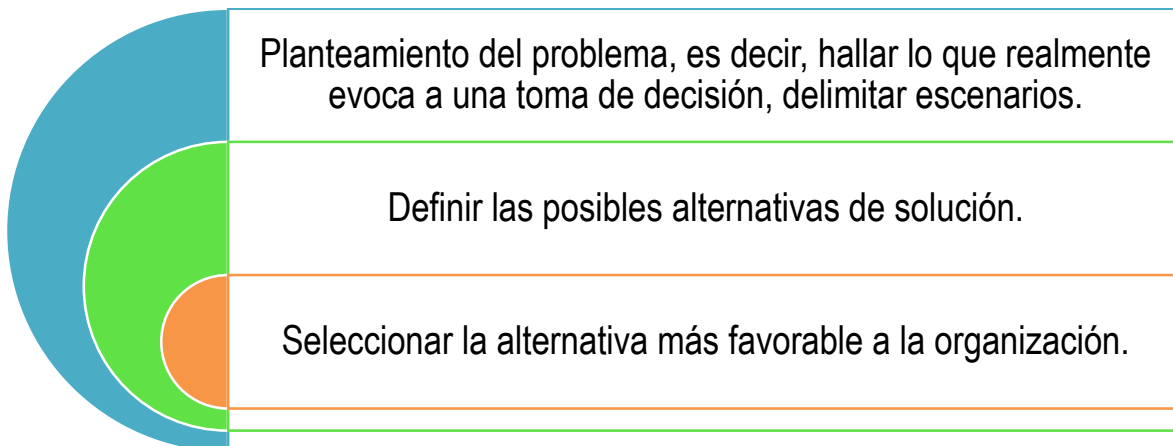 Planteamiento del problema, es decir, hallar lo que realmente
evoca a una toma de decisión, delimitar escenarios.
Definir las posibles alternativas de solución.
Seleccionar la alternativa más favorable a la organización.